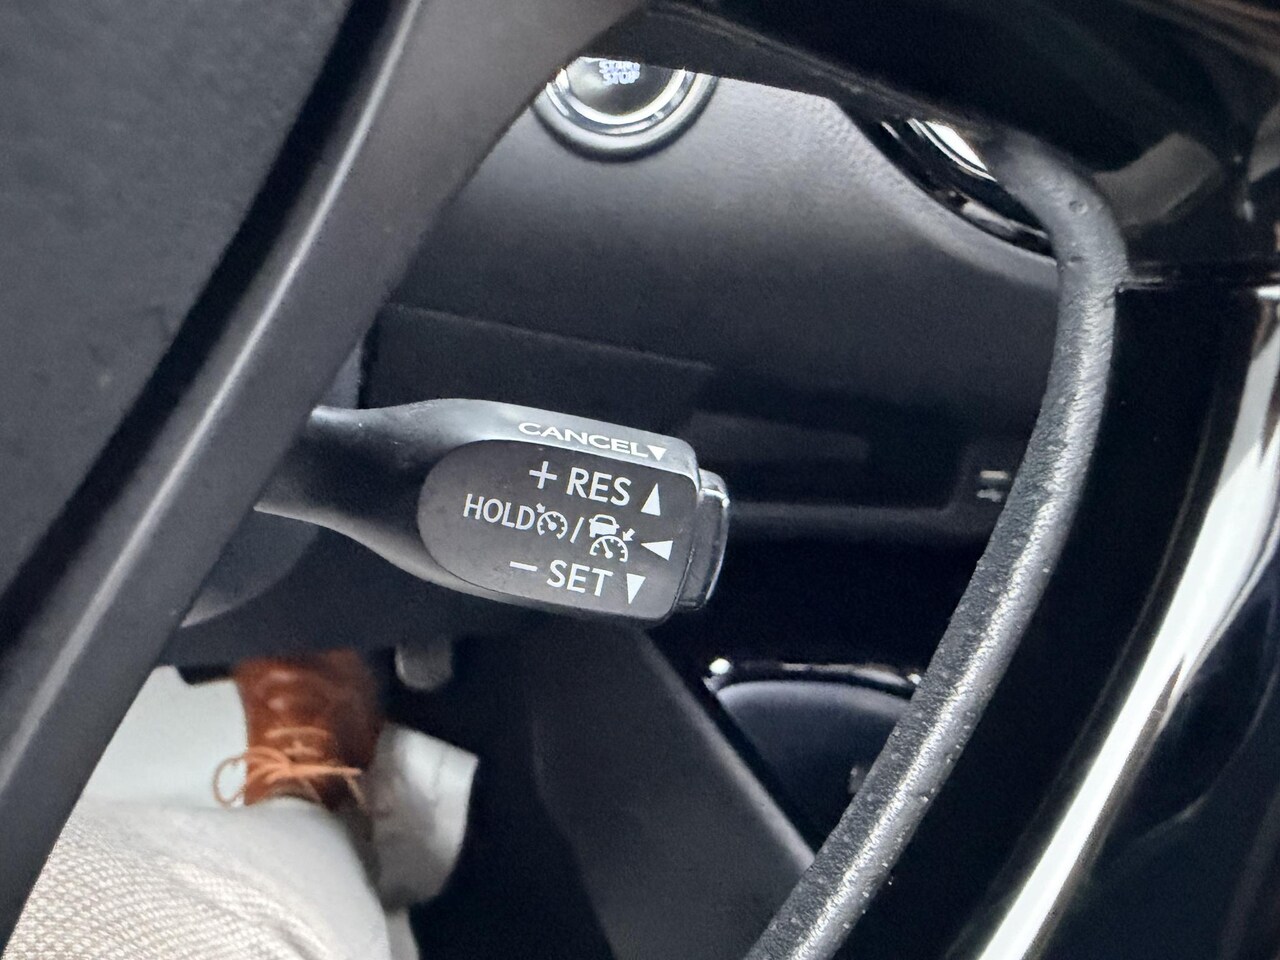 START
STOP
CANCEL▼
+ RES ▲
HOLD / ◀
− SET ▼